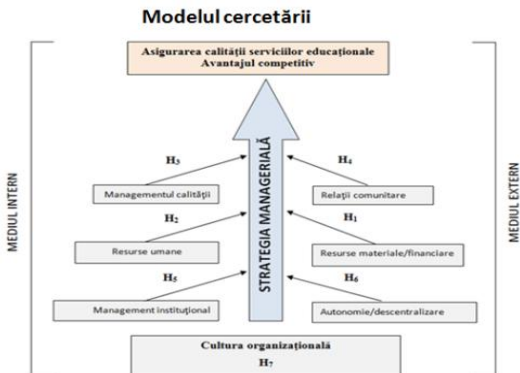 Modelul cercetării
Asigurarea calității serviciilor educaționale
Avantajul competitiv
MEDIUL INTERN
STRATEGIA MANAGERIALĂ
MEDIUL EXTERN
H3
H4
Managementul calității
Relații comunitare
H2
H1
Resurse umane
Resurse materiale/financiare
H5
H6
Management instituțional
Autonomie/descentralizare
Cultura organizațională
H7